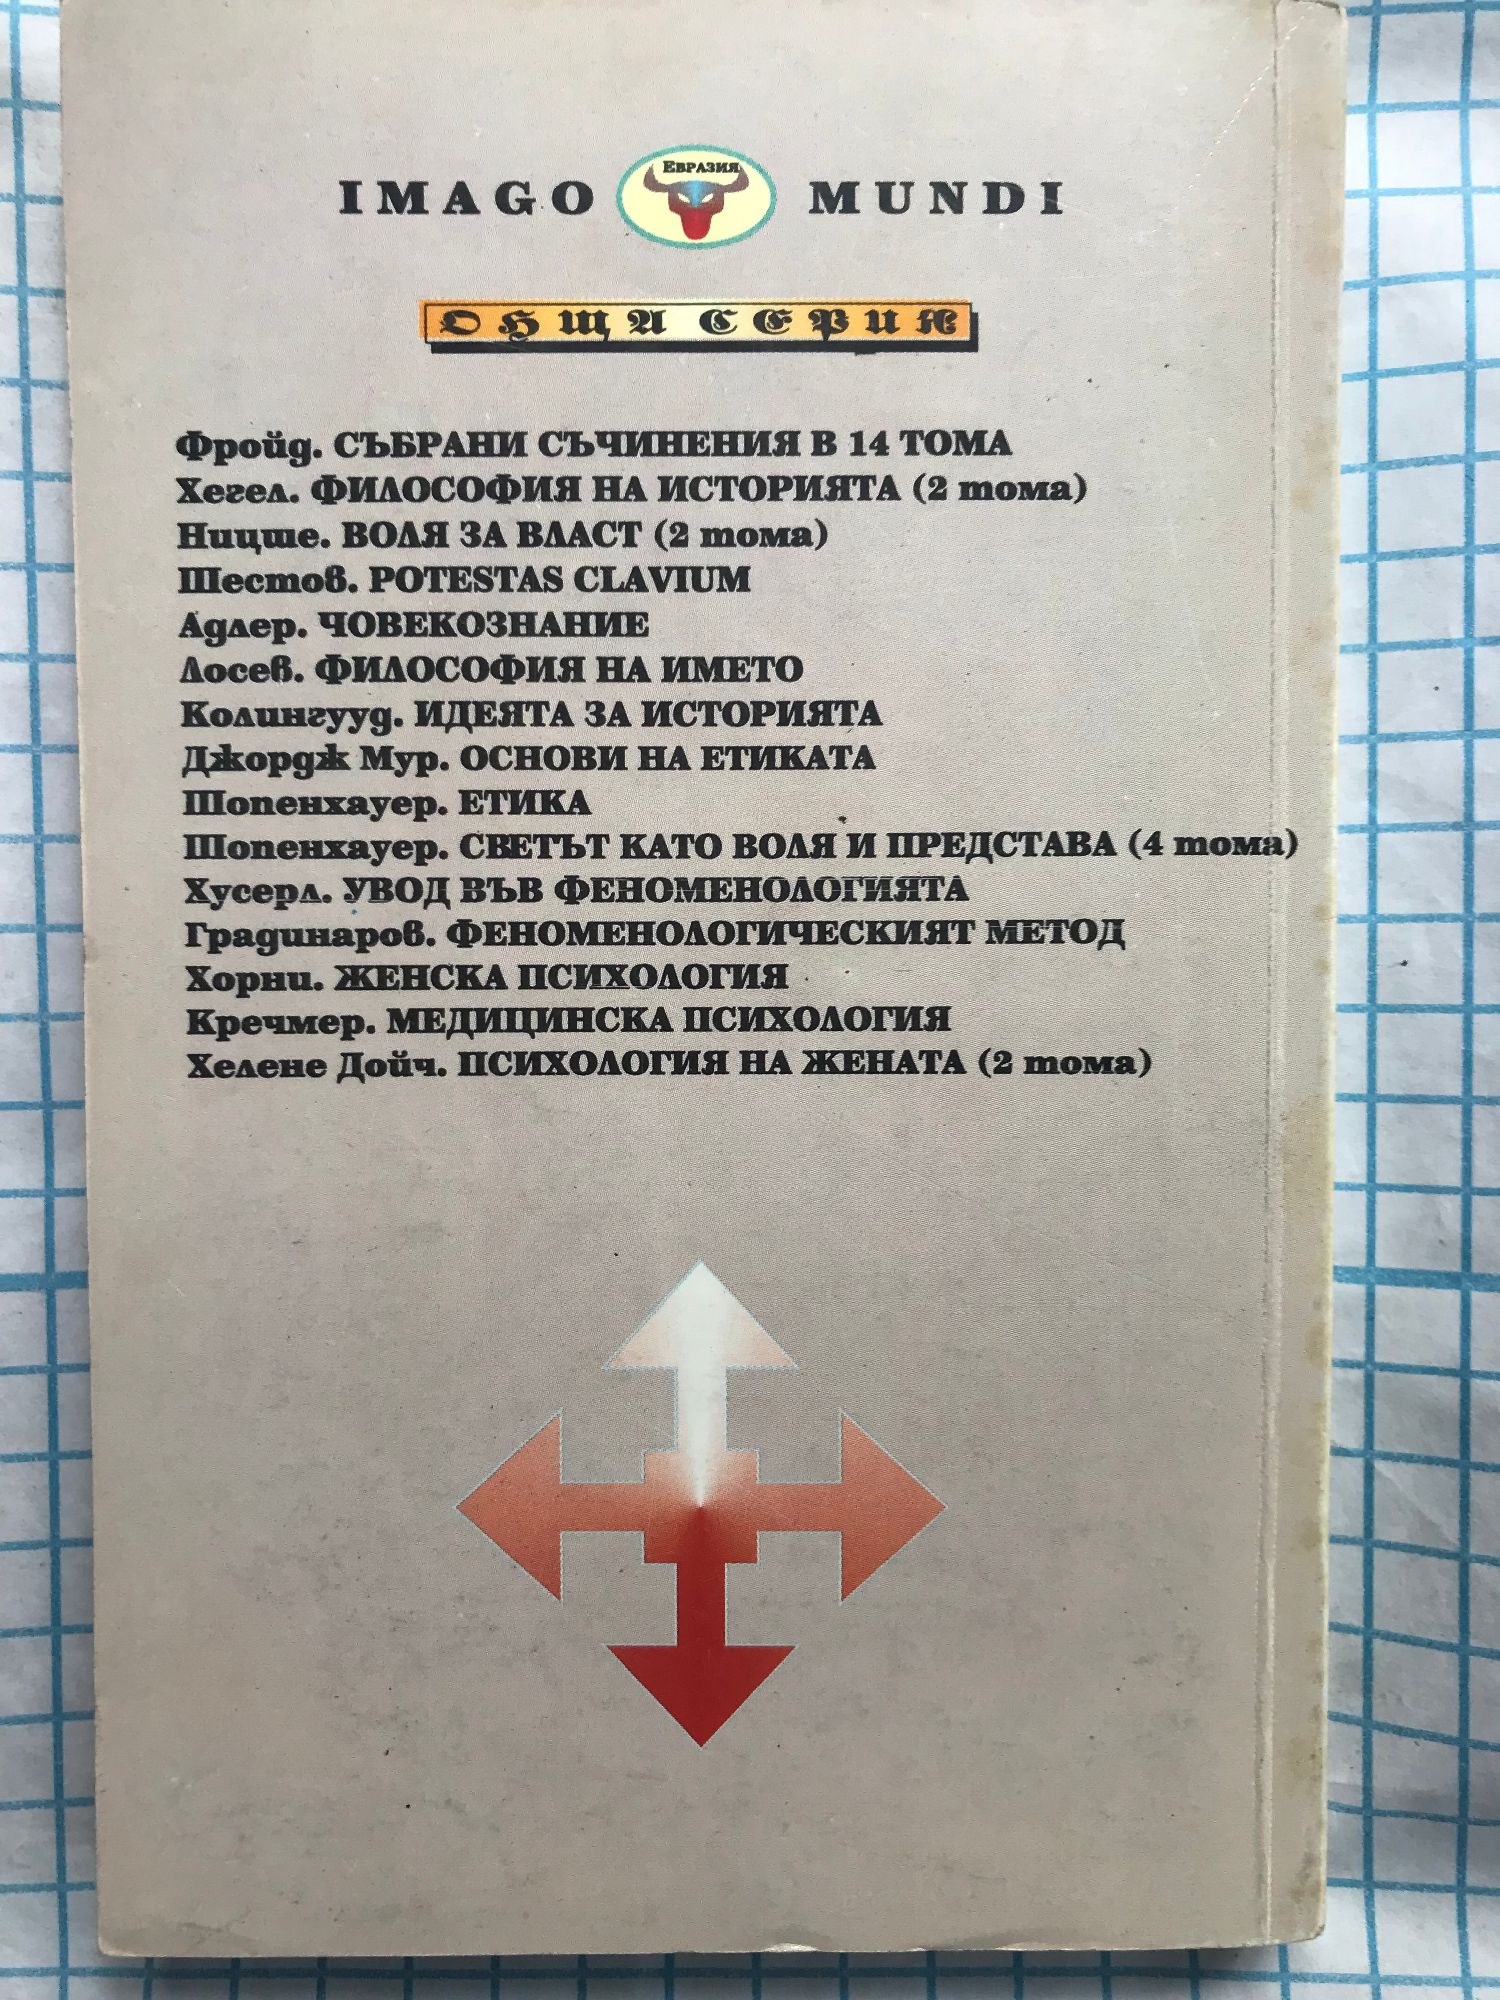 IMAGO Евразия MUNDI
ОБЩА СЕРИЯ
Фройд. СЪБРАНИ СЪЧИНЕНИЯ В 14 ТОМА
Хегел. ФИЛОСОФИЯ НА ИСТОРИЯТА (2 тома)
Ницше. ВОЛЯ ЗА ВЛАСТ (2 тома)
Шестов. POTESTAS CLAVIUM
Адлер. ЧОВЕКОЗНАНИЕ
Лосев. ФИЛОСОФИЯ НА ИМЕТО
Колингууд. ИДЕЯТА ЗА ИСТОРИЯТА
Джордж Мур. ОСНОВИ НА ЕТИКАТА
Шопенхауер. ЕТИКА
Шопенхауер. СВЕТЪТ КАТО ВОЛЯ И ПРЕДСТАВА (4 тома)
Хусерл. УВОД ВЪВ ФЕНОМЕНОЛОГИЯТА
Градинаров. ФЕНОМЕНОЛОГИЧЕСКИЯТ МЕТОД
Хорни. ЖЕНСКА ПСИХОЛОГИЯ
Кречмер. МЕДИЦИНСКА ПСИХОЛОГИЯ
Хелене Дойч. ПСИХОЛОГИЯ НА ЖЕНАТА (2 тома)